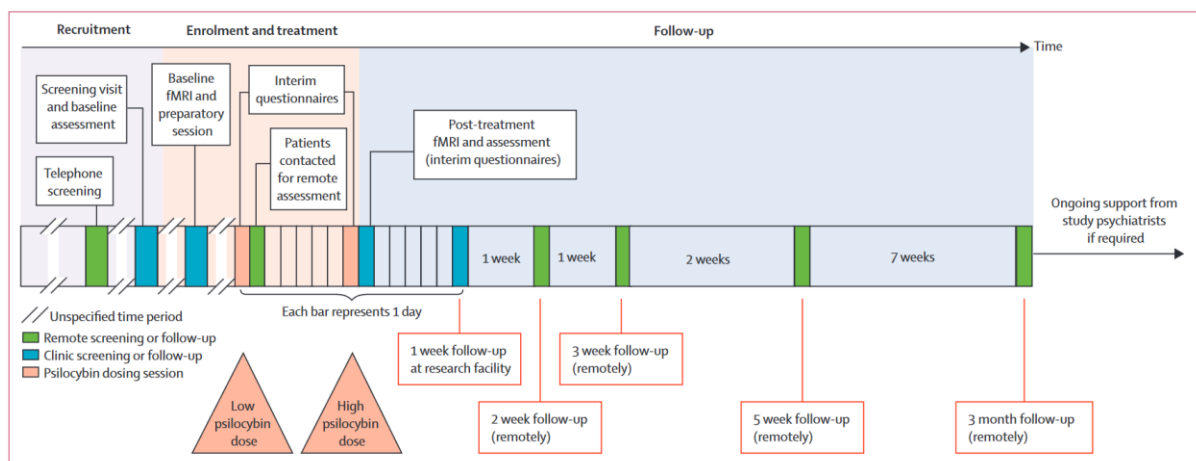 Recruitment
Enrolment and treatment
Follow-up
Time
Screening visit
and baseline
assessment
Baseline
fMRI and
preparatory
session
Interim
questionnaires
Telephone
screening
Patients
contacted
for remote
assessment
Post-treatment
fMRI and assessment
(interim questionnaires)
Ongoing support from
study psychiatrists
if required
1 week
1 week
2 weeks
7 weeks
Each bar represents 1 day
Unspecified time period
Remote screening or follow-up
Clinic screening or follow-up
Psilocybin dosing session
Low
psilocybin
dose
High
psilocybin
dose
1 week follow-up
at research facility
2 week follow-up
(remotely)
3 week follow-up
(remotely)
5 week follow-up
(remotely)
3 month follow-up
(remotely)